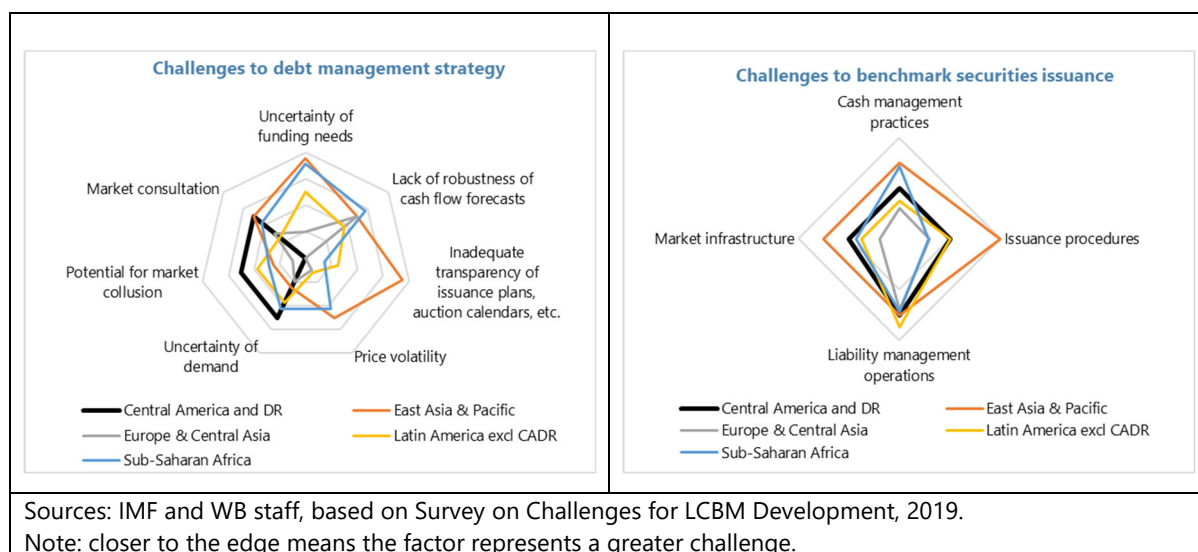 Challenges to debt management strategy
Uncertainty of
funding needs
Market consultation
Lack of robustness of
cash flow forecasts
Potential for market
collusion
Inadequate
transparency of
issuance plans,
auction calendars, etc.
Uncertainty of
demand
Price volatility
Central America and DR
East Asia & Pacific
Europe & Central Asia
Latin America excl CADR
Sub-Saharan Africa
Challenges to benchmark securities issuance
Cash management
practices
Market infrastructure
Issuance procedures
Liability management
operations
Central America and DR
East Asia & Pacific
Europe & Central Asia
Latin America excl CADR
Sub-Saharan Africa
Sources: IMF and WB staff, based on Survey on Challenges for LCBM Development, 2019.
Note: closer to the edge means the factor represents a greater challenge.